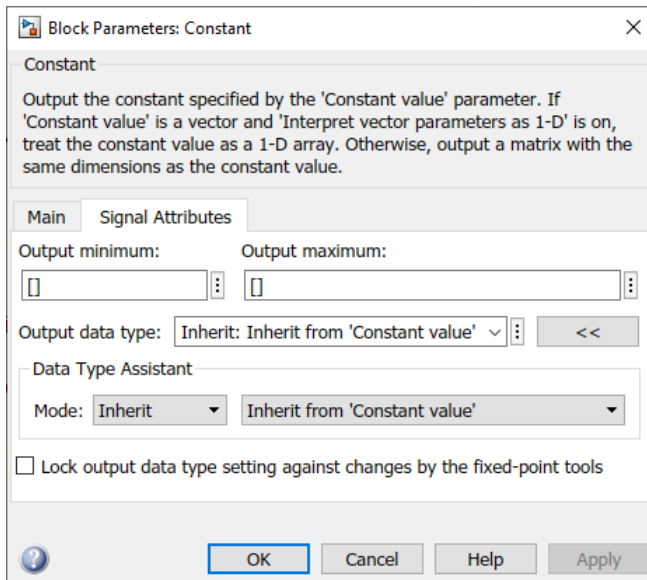 Block Parameters: Constant
Constant
Output the constant specified by the 'Constant value' parameter. If
'Constant value' is a vector and 'Interpret vector parameters as 1-D' is on,
treat the constant value as a 1-D array. Otherwise, output a matrix with the
same dimensions as the constant value.
Main Signal Attributes
Output minimum: Output maximum:
[] []
Output data type: Inherit: Inherit from 'Constant value' <<
Data Type Assistant
Mode: Inherit Inherit from 'Constant value'
Lock output data type setting against changes by the fixed-point tools
OK Cancel Help Apply